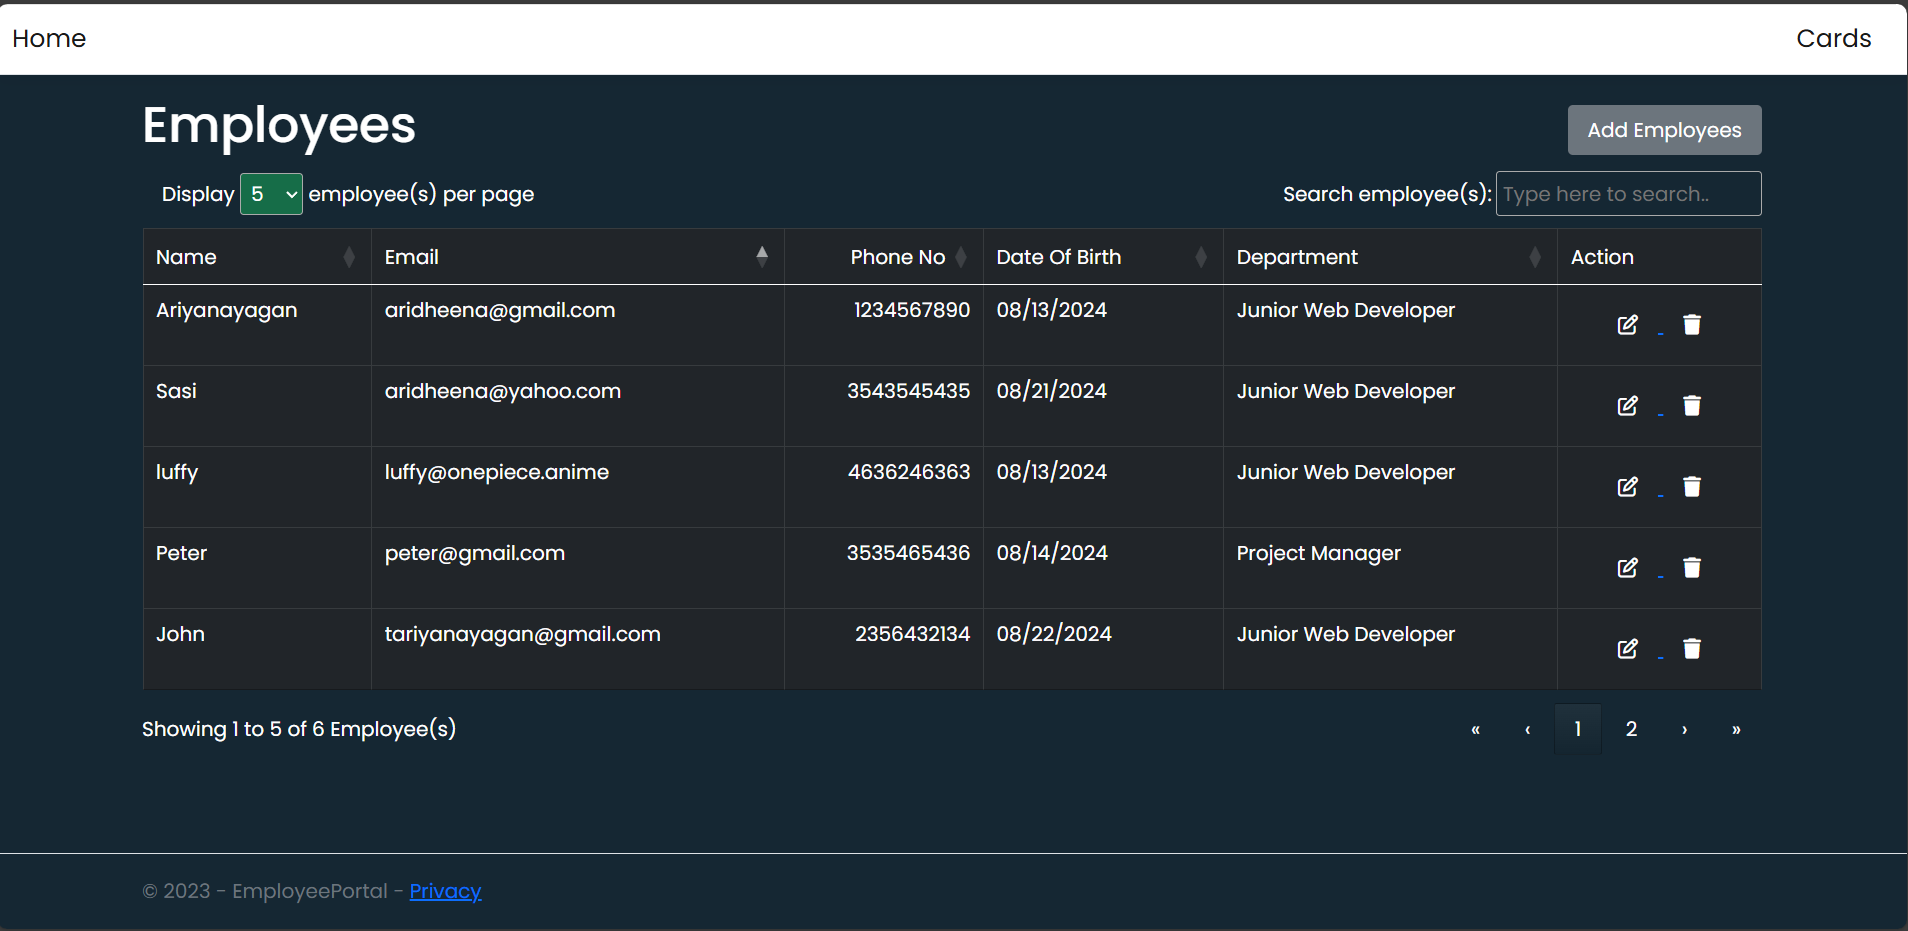 Home Cards
Employees Add Employees
Display 5 employee(s) per page Search employee(s): Type here to search..
Name Email Phone No Date Of Birth Department Action
Ariyanayagan aridheena@gmail.com 1234567890 08/13/2024 Junior Web Developer
Sasi aridheena@yahoo.com 3543545435 08/21/2024 Junior Web Developer
luffy luffy@onepiece.anime 4636246363 08/13/2024 Junior Web Developer
Peter peter@gmail.com 3535465436 08/14/2024 Project Manager
John tariyanayagan@gmail.com 2356432134 08/22/2024 Junior Web Developer
Showing 1 to 5 of 6 Employee(s) « ‹ 1 2 › »
© 2023 - EmployeePortal - Privacy